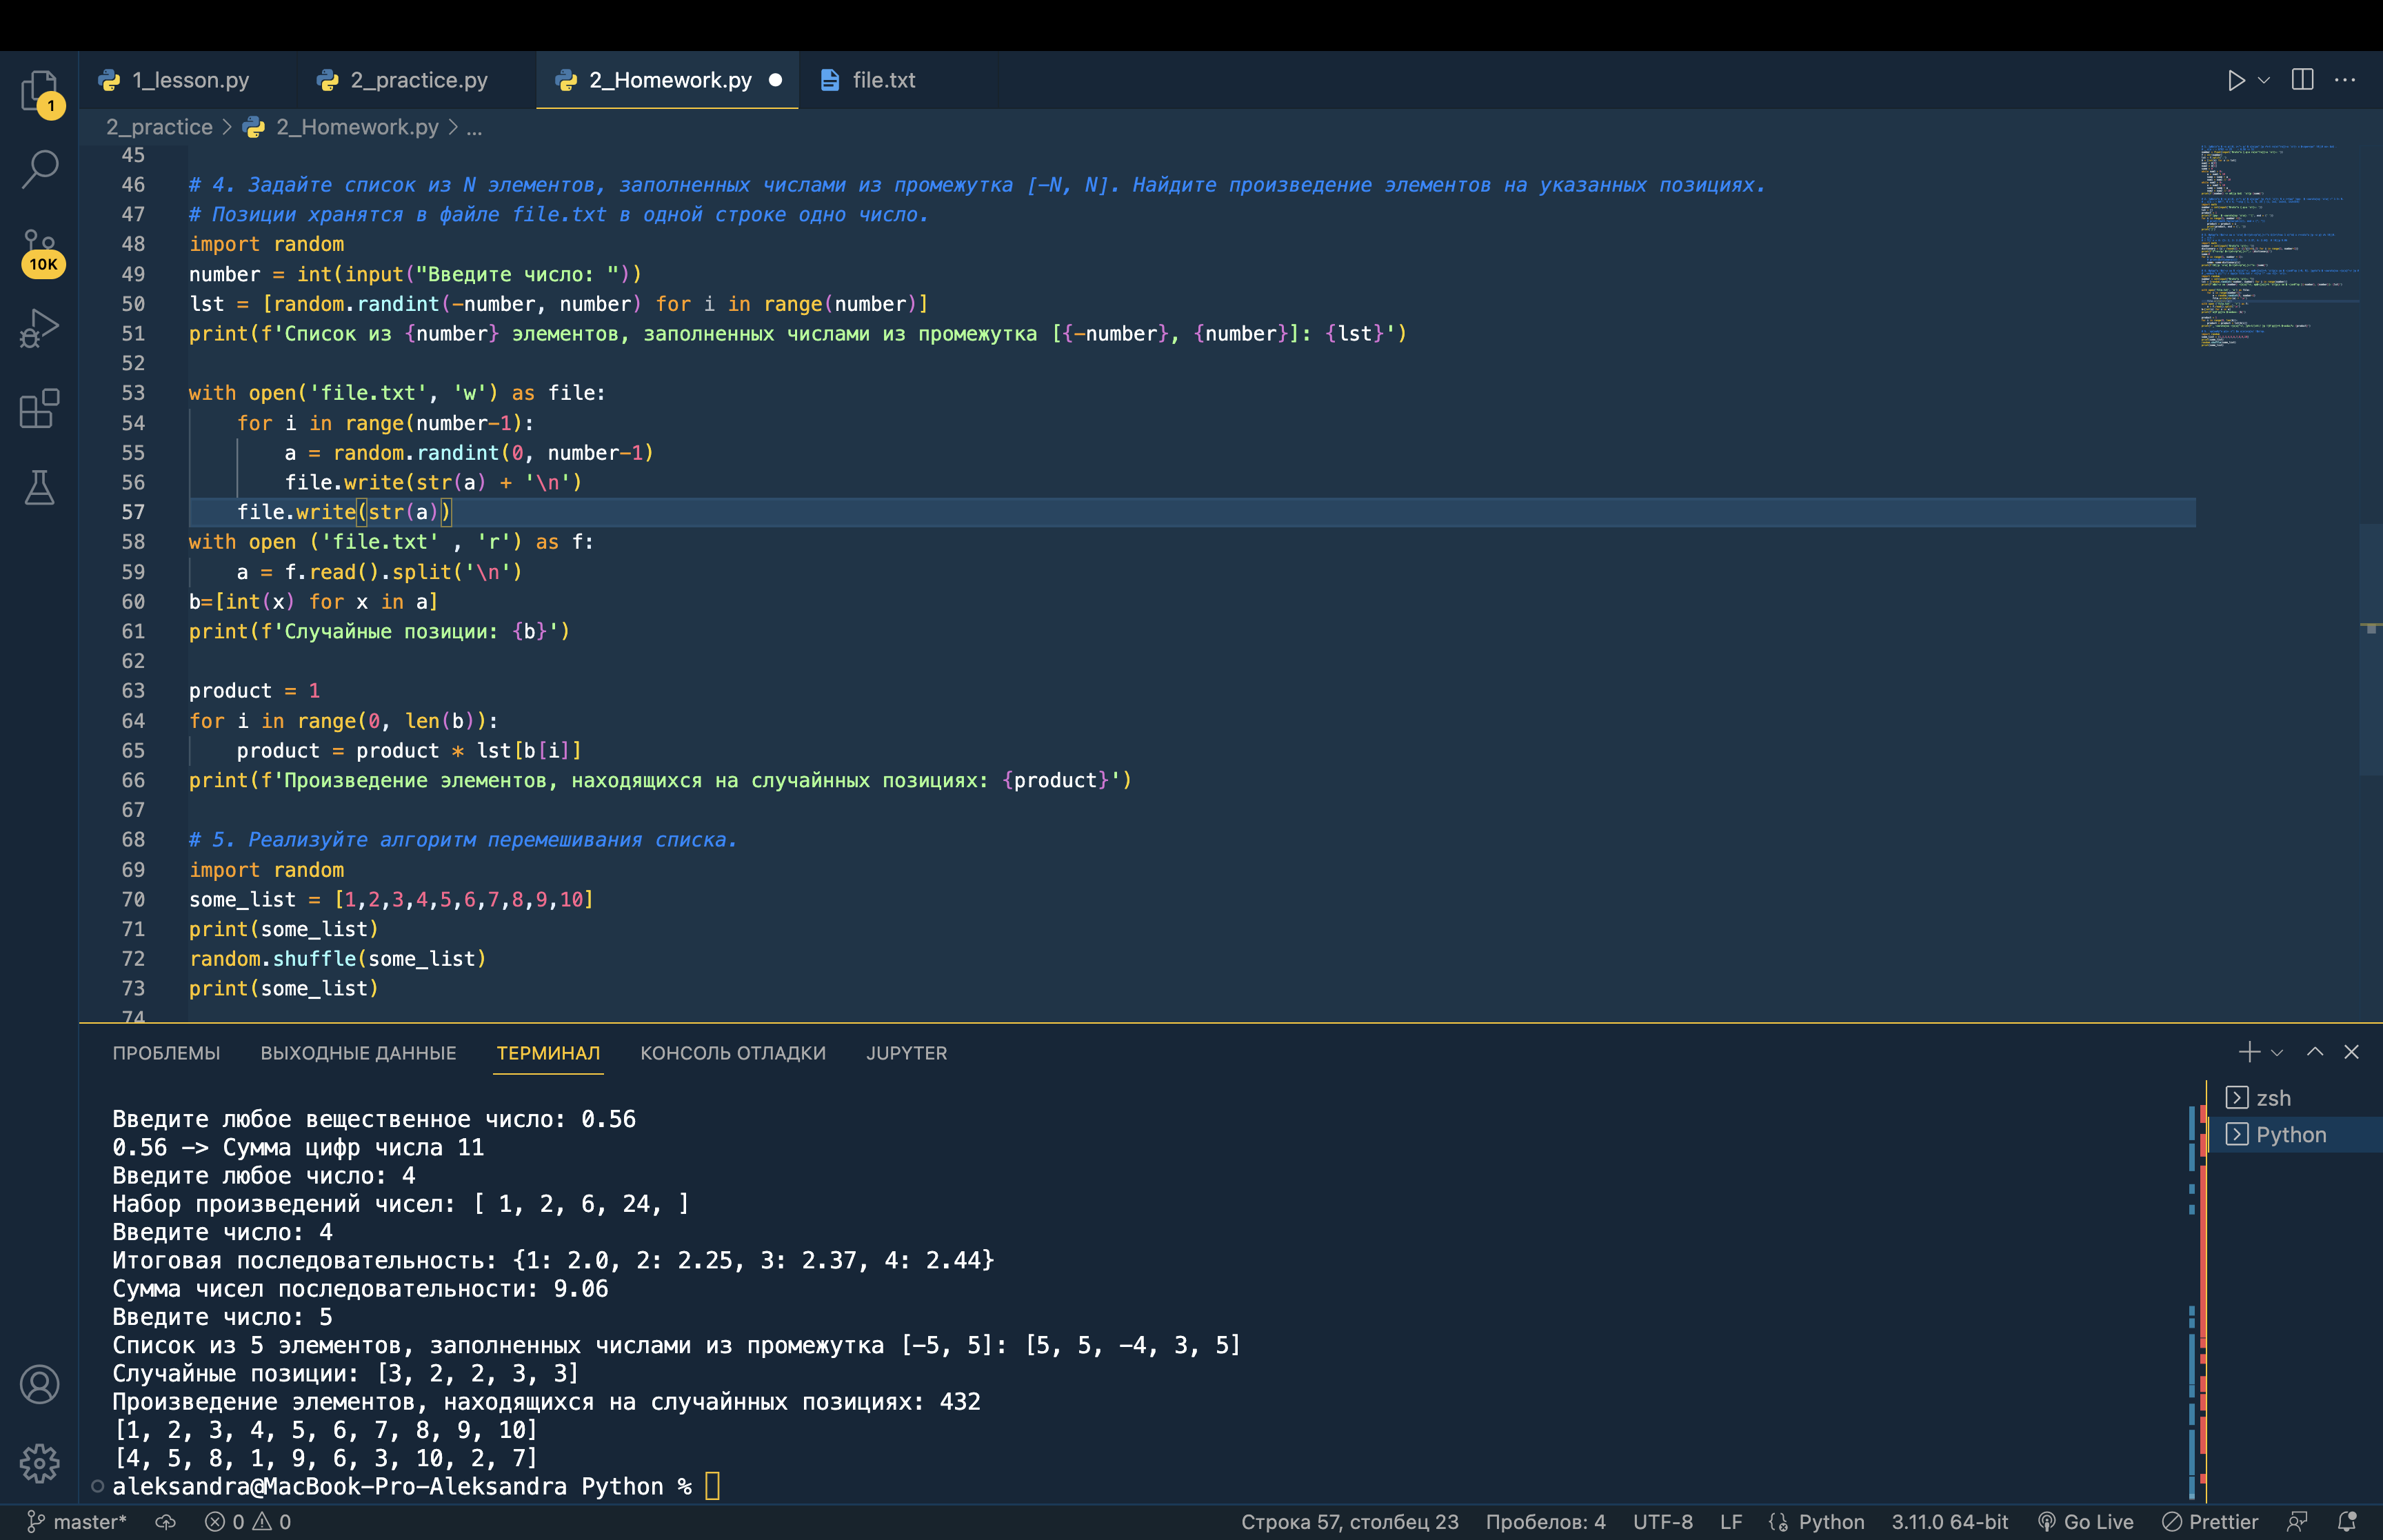 1_lesson.py 2_practice.py 2_Homework.py file.txt
2_practice > 2_Homework.py > ...
1
10K
45
46 # 4. Задайте список из N элементов, заполненных числами из промежутка [-N, N]. Найдите произведение элементов на указанных позициях.
47 # Позиции хранятся в файле file.txt в одной строке одно число.
48 import random
49 number = int(input("Введите число: "))
50 lst = [random.randint(-number, number) for i in range(number)]
51 print(f'Список из {number} элементов, заполненных числами из промежутка [{-number}, {number}]: {lst}')
52
53 with open('file.txt', 'w') as file:
54     for i in range(number-1):
55         a = random.randint(0, number-1)
56         file.write(str(a) + '\n')
57     file.write(str(a))
58 with open ('file.txt' , 'r') as f:
59     a = f.read().split('\n')
60 b=[int(x) for x in a]
61 print(f'Случайные позиции: {b}')
62
63 product = 1
64 for i in range(0, len(b)):
65     product = product * lst[b[i]]
66 print(f'Произведение элементов, находящихся на случайнных позициях: {product}')
67
68 # 5. Реализуйте алгоритм перемешивания списка.
69 import random
70 some_list = [1,2,3,4,5,6,7,8,9,10]
71 print(some_list)
72 random.shuffle(some_list)
73 print(some_list)
74
ПРОБЛЕМЫ ВЫХОДНЫЕ ДАННЫЕ ТЕРМИНАЛ КОНСОЛЬ ОТЛАДКИ JUPYTER
zsh
Python
Введите любое вещественное число: 0.56
0.56 -> Сумма цифр числа 11
Введите любое число: 4
Набор произведений чисел: [ 1, 2, 6, 24, ]
Введите число: 4
Итоговая последовательность: {1: 2.0, 2: 2.25, 3: 2.37, 4: 2.44}
Сумма чисел последовательности: 9.06
Введите число: 5
Список из 5 элементов, заполненных числами из промежутка [-5, 5]: [5, 5, -4, 3, 5]
Случайные позиции: [3, 2, 2, 3, 3]
Произведение элементов, находящихся на случайнных позициях: 432
[1, 2, 3, 4, 5, 6, 7, 8, 9, 10]
[4, 5, 8, 1, 9, 6, 3, 10, 2, 7]
aleksandra@MacBook-Pro-Aleksandra Python %
master* 0 0 Строка 57, столбец 23 Пробелов: 4 UTF-8 LF Python 3.11.0 64-bit Go Live Prettier